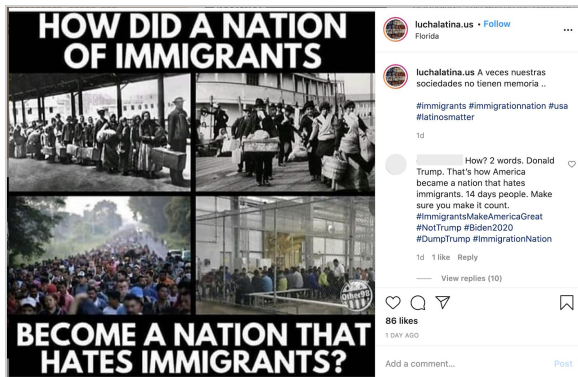 HOW DID A NATION
OF IMMIGRANTS
Other98
BECOME A NATION THAT
HATES IMMIGRANTS?
luchalatina.us • Follow
Florida
luchalatina.us A veces nuestras
sociedades no tienen memoria ..
#immigrants #immigrationnation #usa
#latinosmatter
1d
How? 2 words. Donald
Trump. That's how America
became a nation that hates
immigrants. 14 days people. Make
sure you make it count.
#ImmigrantsMakeAmericaGreat
#NotTrump #Biden2020
#DumpTrump #ImmigrationNation
1d 1 like Reply
View replies (10)
86 likes
1 DAY AGO
Add a comment... Post